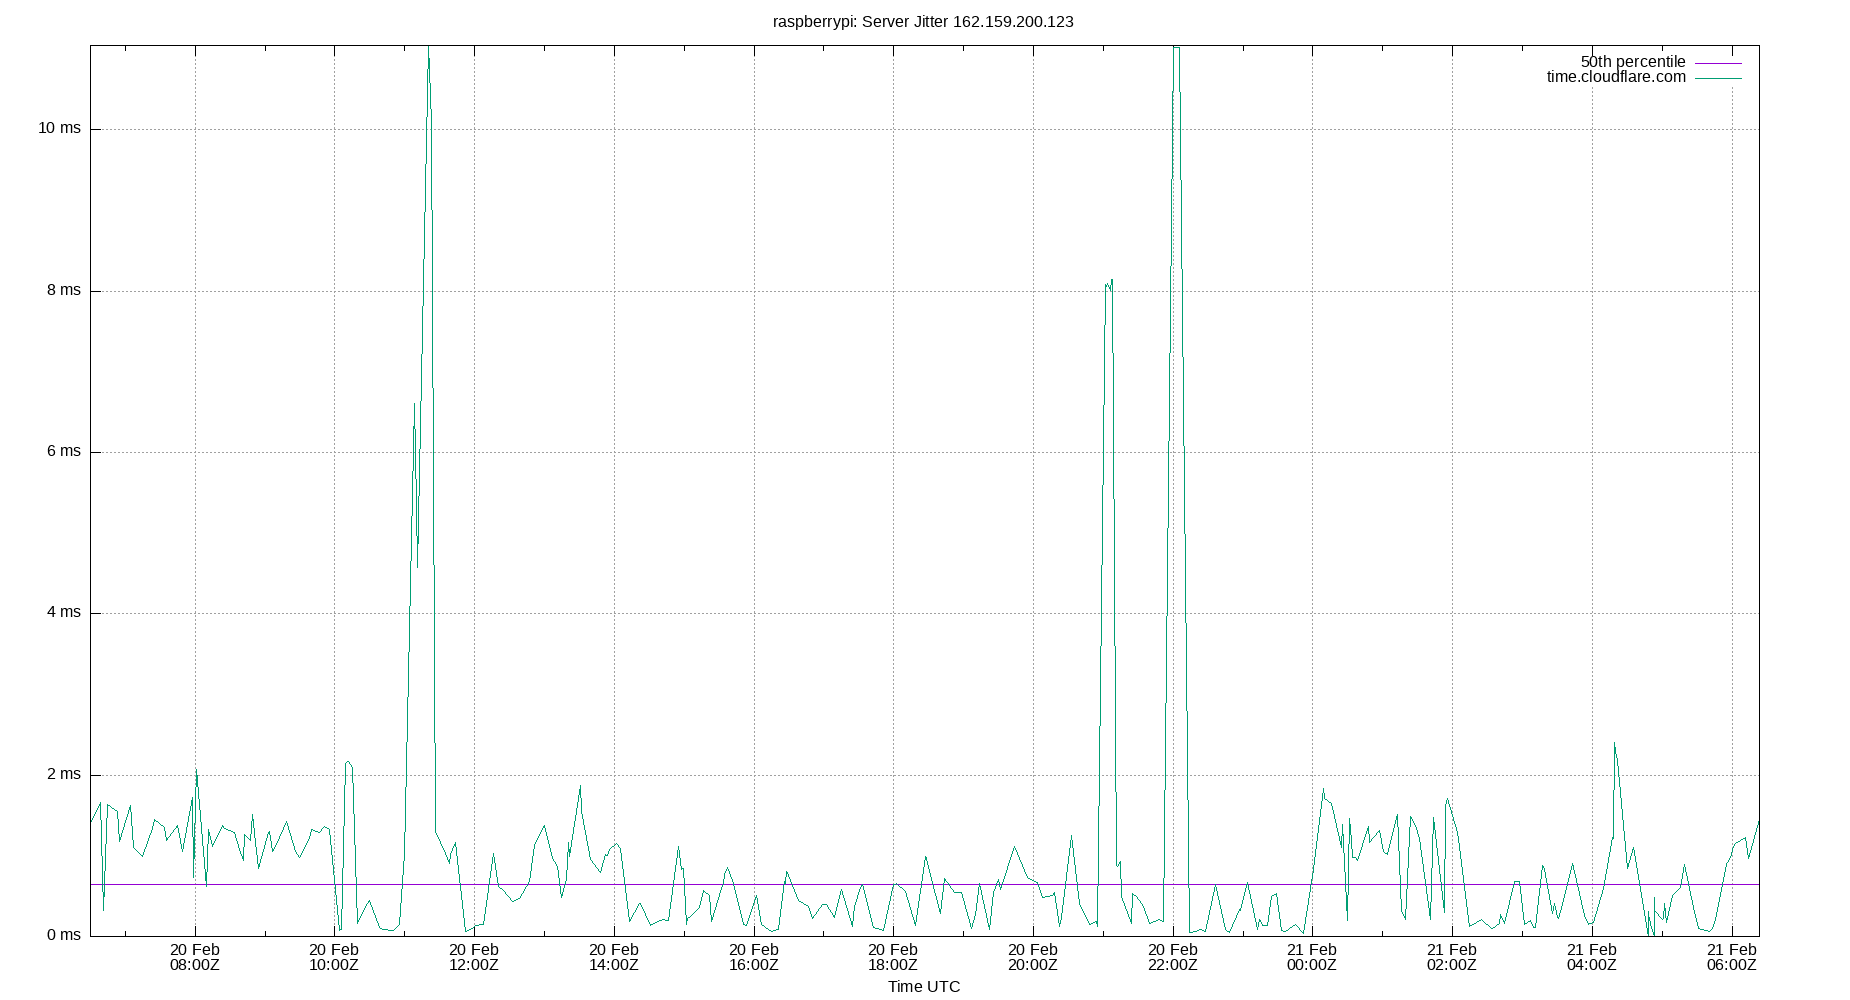 raspberrypi: Server Jitter 162.159.200.123
50th percentile
time.cloudflare.com
10 ms
8 ms
6 ms
4 ms
2 ms
0 ms
20 Feb 20 Feb 20 Feb 20 Feb 20 Feb 20 Feb 20 Feb 20 Feb 21 Feb 21 Feb 21 Feb 21 Feb
08:00Z 10:00Z 12:00Z 14:00Z 16:00Z 18:00Z 20:00Z 22:00Z 00:00Z 02:00Z 04:00Z 06:00Z
Time UTC